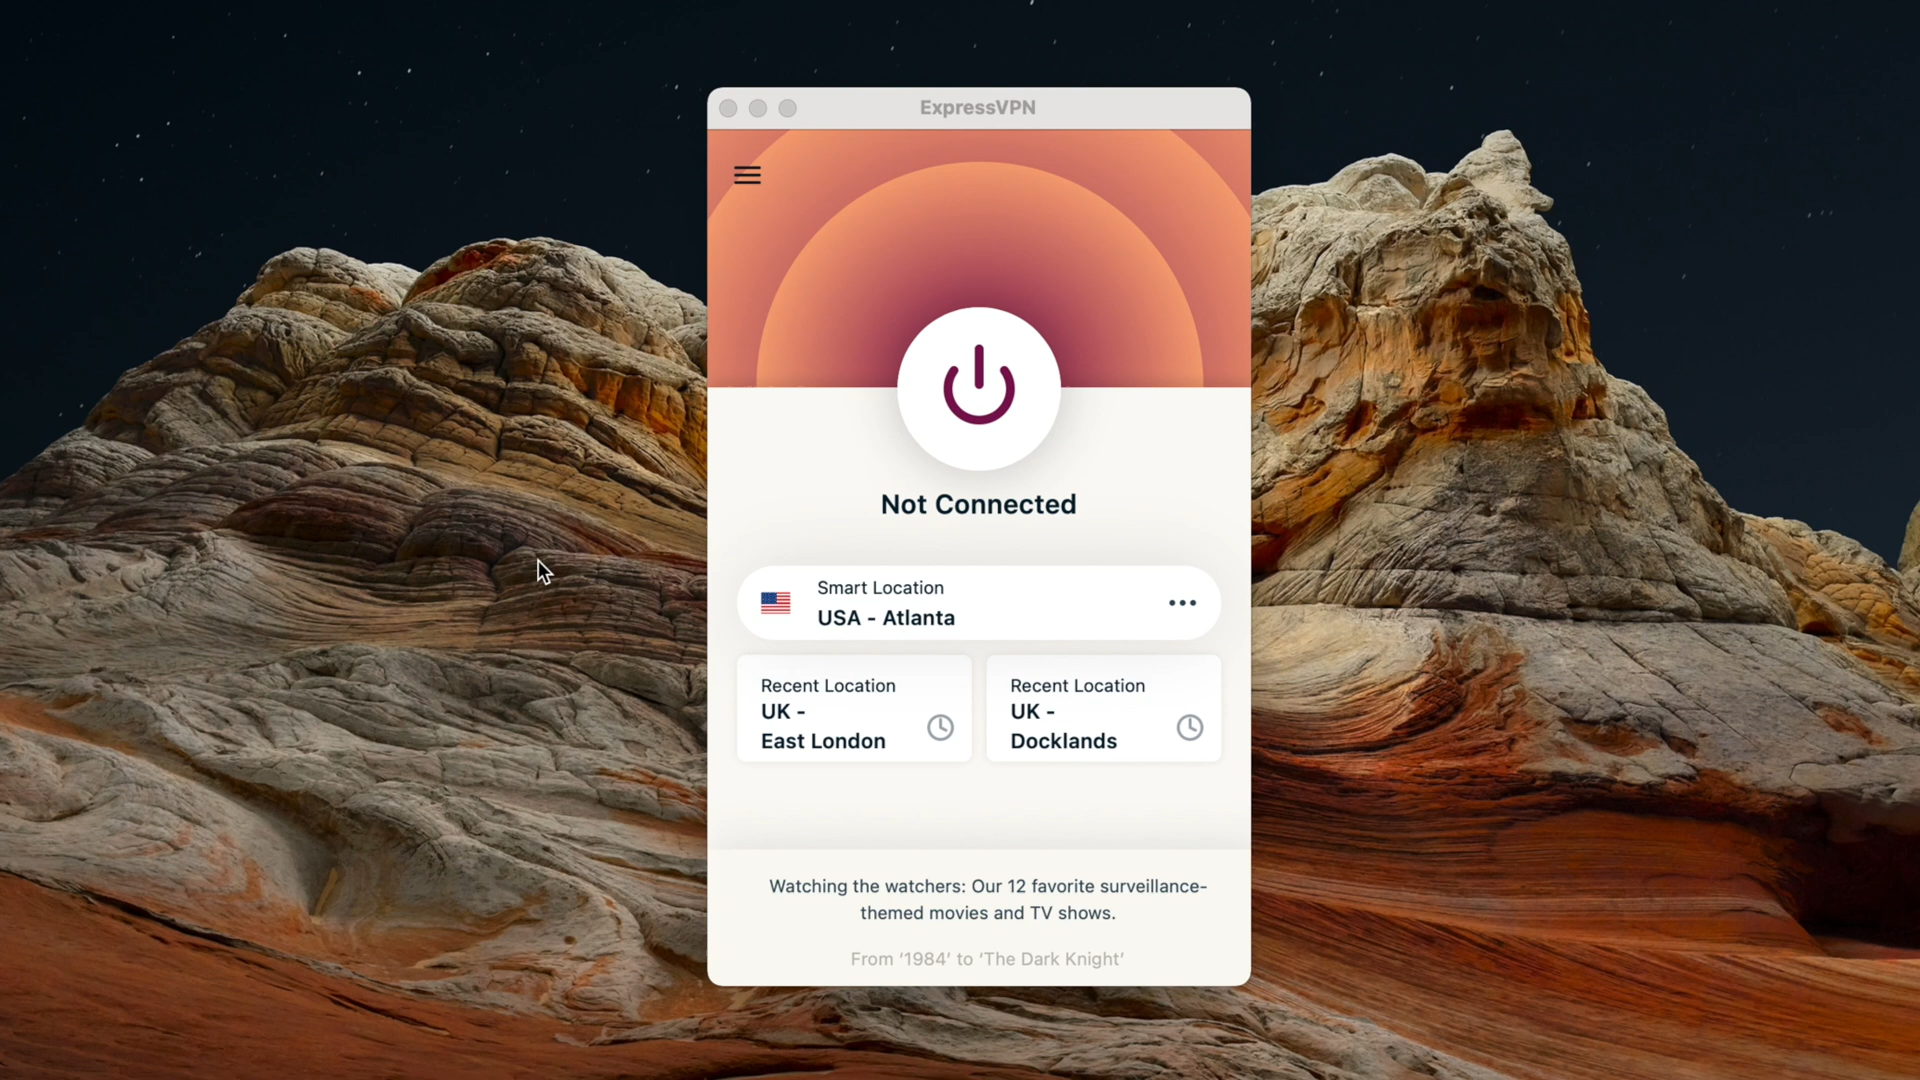 ExpressVPN
Not Connected
Smart Location
USA - Atlanta
Recent Location
UK -
East London
Recent Location
UK -
Docklands
Watching the watchers: Our 12 favorite surveillance-
themed movies and TV shows.
From ‘1984’ to ‘The Dark Knight’